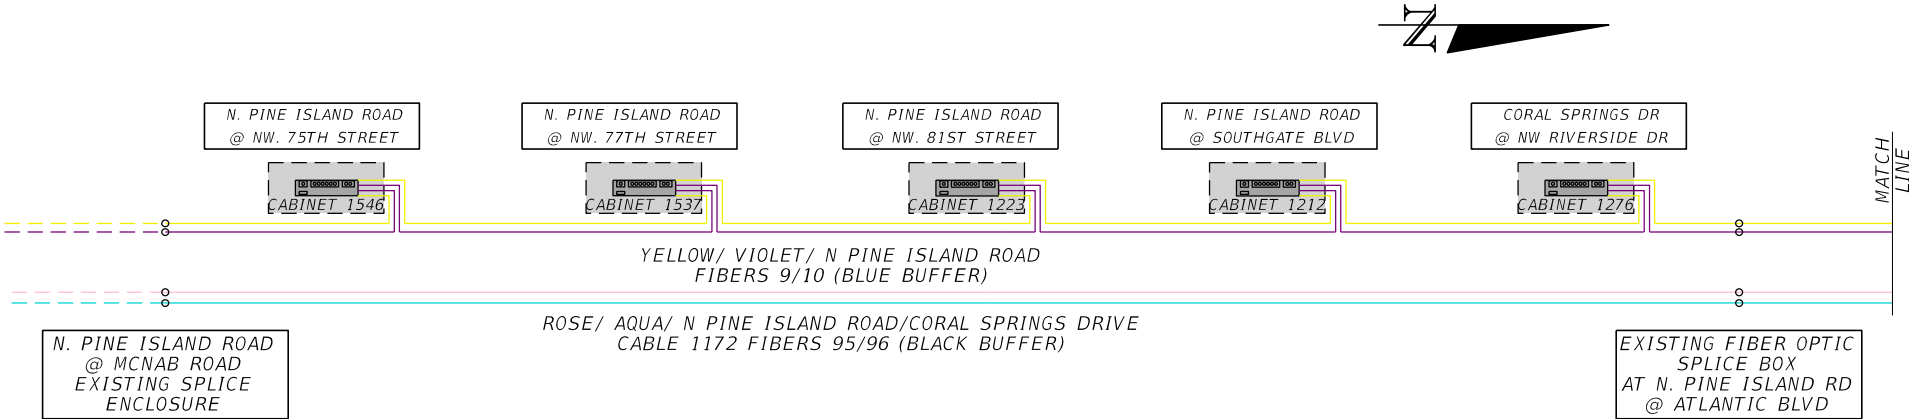 N
N. PINE ISLAND ROAD
@ NW. 75TH STREET
N. PINE ISLAND ROAD
@ NW. 77TH STREET
N. PINE ISLAND ROAD
@ NW. 81ST STREET
N. PINE ISLAND ROAD
@ SOUTHGATE BLVD
CORAL SPRINGS DR
@ NW RIVERSIDE DR
MATCH
LINE
CABINET 1546
CABINET 1537
CABINET 1223
CABINET 1212
CABINET 1276
YELLOW/ VIOLET/ N PINE ISLAND ROAD
FIBERS 9/10 (BLUE BUFFER)
ROSE/ AQUA/ N PINE ISLAND ROAD/CORAL SPRINGS DRIVE
CABLE 1172 FIBERS 95/96 (BLACK BUFFER)
N. PINE ISLAND ROAD
@ MCNAB ROAD
EXISTING SPLICE
ENCLOSURE
EXISTING FIBER OPTIC
SPLICE BOX
AT N. PINE ISLAND RD
@ ATLANTIC BLVD